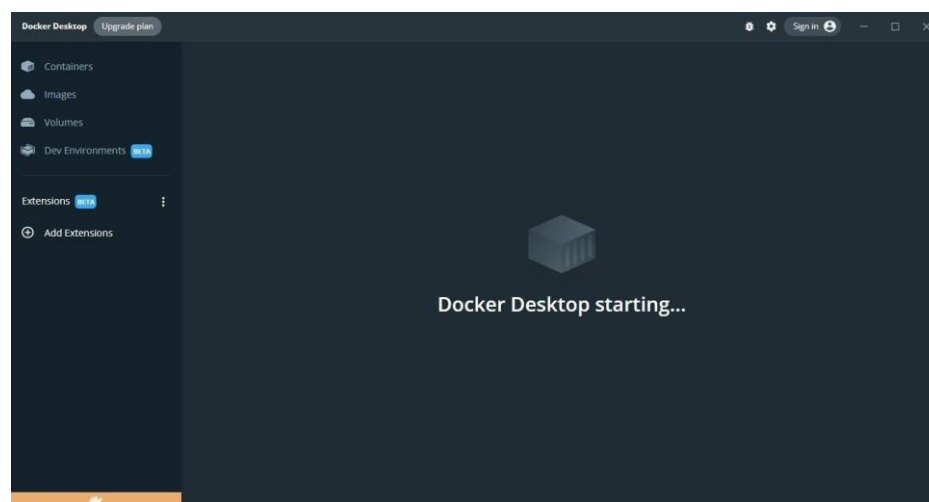 Docker Desktop Upgrade plan Sign in
Containers
Images
Volumes
Dev Environments BETA
Extensions BETA
Add Extensions
Docker Desktop starting...